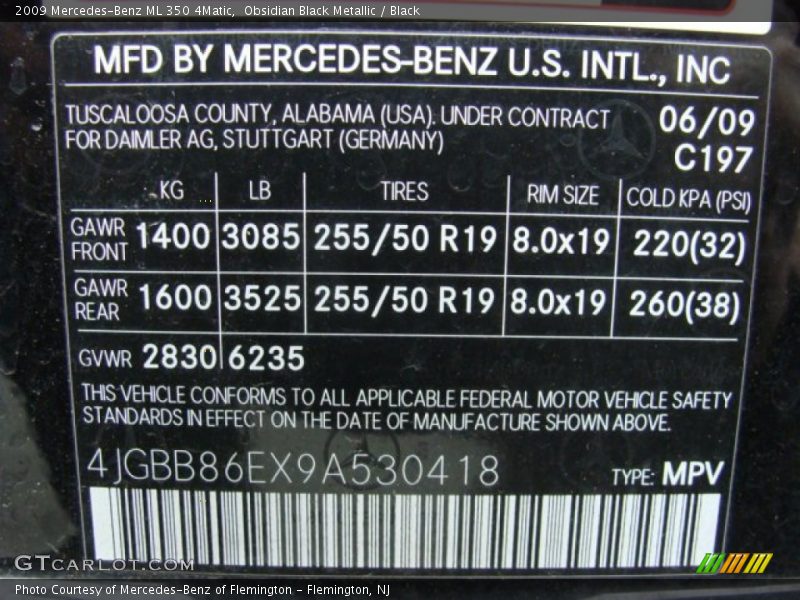 2009 Mercedes-Benz ML 350 4Matic, Obsidian Black Metallic / Black
MFD BY MERCEDES-BENZ U.S. INTL., INC
TUSCALOOSA COUNTY, ALABAMA (USA). UNDER CONTRACT 06/09
FOR DAIMLER AG, STUTTGART (GERMANY) C197
KG LB TIRES RIM SIZE COLD KPA (PSI)
GAWR FRONT 1400 3085 255/50 R19 8.0x19 220(32)
GAWR REAR 1600 3525 255/50 R19 8.0x19 260(38)
GVWR 2830 6235
THIS VEHICLE CONFORMS TO ALL APPLICABLE FEDERAL MOTOR VEHICLE SAFETY
STANDARDS IN EFFECT ON THE DATE OF MANUFACTURE SHOWN ABOVE.
4JGBB86EX9A530418 TYPE: MPV
GTCARLOT.COM
Photo Courtesy of Mercedes-Benz of Flemington - Flemington, NJ